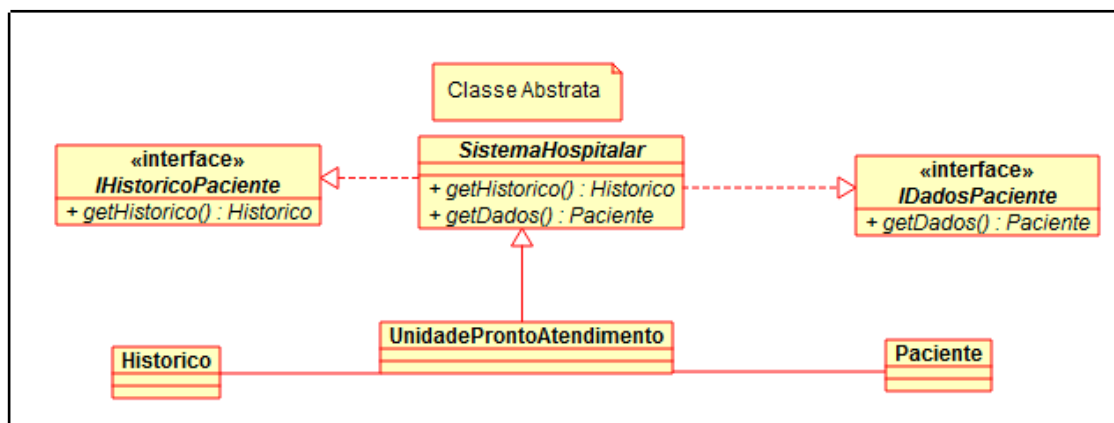 Classe Abstrata
«interface»
IHistoricoPaciente
+ getHistorico() : Historico
SistemaHospitalar
+ getHistorico() : Historico
+ getDados() : Paciente
«interface»
IDadosPaciente
+ getDados() : Paciente
UnidadeProntoAtendimento
Historico
Paciente